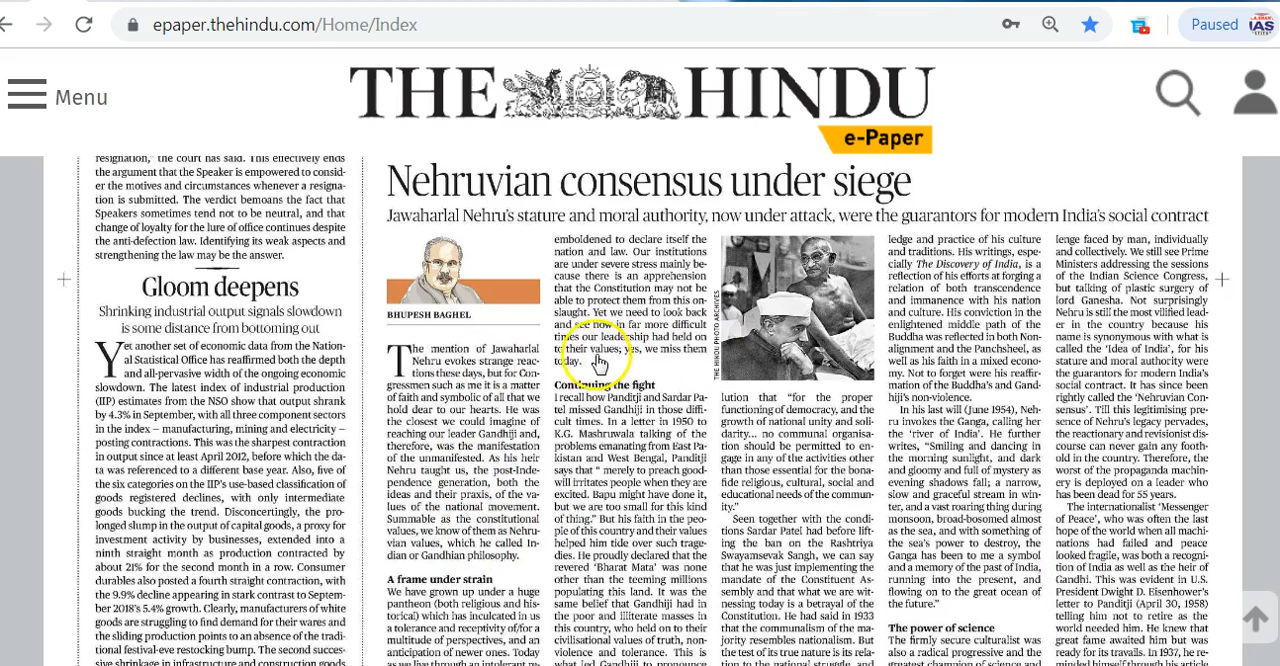 epaper.thehindu.com/Home/Index
Paused
IAS
Menu
THE HINDU
e-Paper
resignation," the court has said. This effectively ends
the argument that the Speaker is empowered to consid-
er the motives and circumstances whenever a resigna-
tion is submitted. The verdict bemoans the fact that
Speakers sometimes tend not to be neutral, and that
change of loyalty for the lure of office continues despite
the anti-defection law. Identifying its weak aspects and
strengthening the law may be the answer.
Gloom deepens
Shrinking industrial output signals slowdown
is some distance from bottoming out
Yet another set of economic data from the Nation-
al Statistical Office has reaffirmed both the depth
and all-pervasive width of the ongoing economic
slowdown. The latest index of industrial production
(IIP) estimates from the NSO show that output shrank
by 4.3% in September, with all three component sectors
in the index – manufacturing, mining and electricity –
posting contractions. This was the sharpest contraction
in output since at least April 2012, before which the da-
ta was referenced to a different base year. Also, five of
the six categories on the IIP's use-based classification of
goods registered declines, with only intermediate
goods bucking the trend. Disconcertingly, the pro-
longed slump in the output of capital goods, a proxy for
investment activity by businesses, extended into a
ninth straight month as production contracted by
about 21% for the second month in a row. Consumer
durables also posted a fourth straight contraction, with
the 9.9% decline appearing in stark contrast to Septem-
ber 2018's 5.4% growth. Clearly, manufacturers of white
goods are struggling to find demand for their wares and
the sliding production points to an absence of the tradi-
tional festival-eve restocking bump. The second succes-
sive shrinkage in infrastructure and construction goods
Nehruvian consensus under siege
Jawaharlal Nehru's stature and moral authority, now under attack, were the guarantors for modern India's social contract
BHUPESH BAGHEL
The mention of Jawaharlal
Nehru evokes strange reac-
tions these days, but for Con-
gressmen such as me it is a matter
of faith and symbolic of all that we
hold dear to our hearts. He was
the closest we could imagine of
reaching our leader Gandhiji and,
therefore, was the manifestation
of the unmanifested. As his heir
Nehru taught us, the post-Inde-
pendence generation, both the
ideas and their praxis, of the va-
lues of the national movement.
Summable as the constitutional
values, we know of them as Nehru-
vian values, which he called In-
dian or Gandhian philosophy.
A frame under strain
We have grown up under a huge
pantheon (both religious and his-
torical) which has inculcated in us
a tolerance and receptivity of/for a
multitude of perspectives, and an
anticipation of newer ones. Today
as we live through an intolerant re-
emboldened to declare itself the
nation and law. Our institutions
are under severe stress mainly be-
cause there is an apprehension
that the Constitution may not be
able to protect them from this on-
slaught. Yet we need to look back
and see now in far more difficult
times our leadership had held on
to their values; yes, we miss them
today.
Continuing the fight
I recall how Panditji and Sardar Pa-
tel missed Gandhiji in those diffi-
cult times. In a letter in 1950 to
K.G. Mashruwala talking of the
problems emanating from East Pa-
kistan and West Bengal, Panditji
says that " merely to preach good-
will irritates people when they are
excited. Bapu might have done it,
but we are too small for this kind
of thing." But his faith in the peo-
ple of this country and their values
helped him tide over such trage-
dies. He proudly declared that the
revered 'Bharat Mata' was none
other than the teeming millions
populating this land. It was the
same belief that Gandhiji had in
the poor and illiterate masses in
this country, who held on to their
civilisational values of truth, non-
violence and tolerance. This is
what led Gandhiji to pronounce
THE HINDU PHOTO ARCHIVES
lution that "for the proper
functioning of democracy, and the
growth of national unity and soli-
darity... no communal organisa-
tion should be permitted to en-
gage in any of the activities other
than those essential for the bona-
fide religious, cultural, social and
educational needs of the commun-
ity."
Seen together with the condi-
tions Sardar Patel had before lift-
ing the ban on the Rashtriya
Swayamsevak Sangh, we can say
that he was just implementing the
mandate of the Constituent As-
sembly and that what we are wit-
nessing today is a betrayal of the
Constitution. He had said in 1933
that the communalism of the ma-
jority resembles nationalism. But
the test of its true nature is its rela-
tion to the national struggle, and
ledge and practice of his culture
and traditions. His writings, espe-
cially The Discovery of India, is a
reflection of his efforts at forging a
relation of both transcendence
and immanence with his nation
and culture. His conviction in the
enlightened middle path of the
Buddha was reflected in both Non-
alignment and the Panchsheel, as
well as his faith in a mixed econo-
my. Not to forget were his reaffir-
mation of the Buddha's and Gand-
hiji's non-violence.
In his last will (June 1954), Neh-
ru invokes the Ganga, calling her
the 'river of India'. He further
writes, "Smiling and dancing in
the morning sunlight, and dark
and gloomy and full of mystery as
evening shadows fall; a narrow,
slow and graceful stream in win-
ter, and a vast roaring thing during
monsoon, broad-bosomed almost
as the sea, and with something of
the sea's power to destroy, the
Ganga has been to me a symbol
and a memory of the past of India,
running into the present, and
flowing on to the great ocean of
the future."
The power of science
The firmly secure culturalist was
also a radical progressive and the
greatest champion of science and
lenge faced by man, individually
and collectively. We still see Prime
Ministers addressing the sessions
of the Indian Science Congress,
but talking of plastic surgery of
lord Ganesha. Not surprisingly
Nehru is still the most vilified lead-
er in the country because his
name is synonymous with what is
called the 'Idea of India', for his
stature and moral authority were
the guarantors for modern India's
social contract. It has since been
rightly called the 'Nehruvian Con-
sensus'. Till this legitimising pre-
sence of Nehru's legacy pervades,
the reactionary and revisionist dis-
course can never gain any foot-
hold in the country. Therefore, the
worst of the propaganda machin-
ery is deployed on a leader who
has been dead for 55 years.
The internationalist 'Messenger
of Peace', who was often the last
hope of the world when all machi-
nations had failed and peace
looked fragile, was both a recogni-
tion of India as well as the heir of
Gandhi. This was evident in U.S.
President Dwight D. Eisenhower's
letter to Panditji (April 30, 1958)
telling him not to retire as the
world needed him. He knew that
great fame awaited him but was
ready for its travails. In 1937, he re-
minded himself through his article